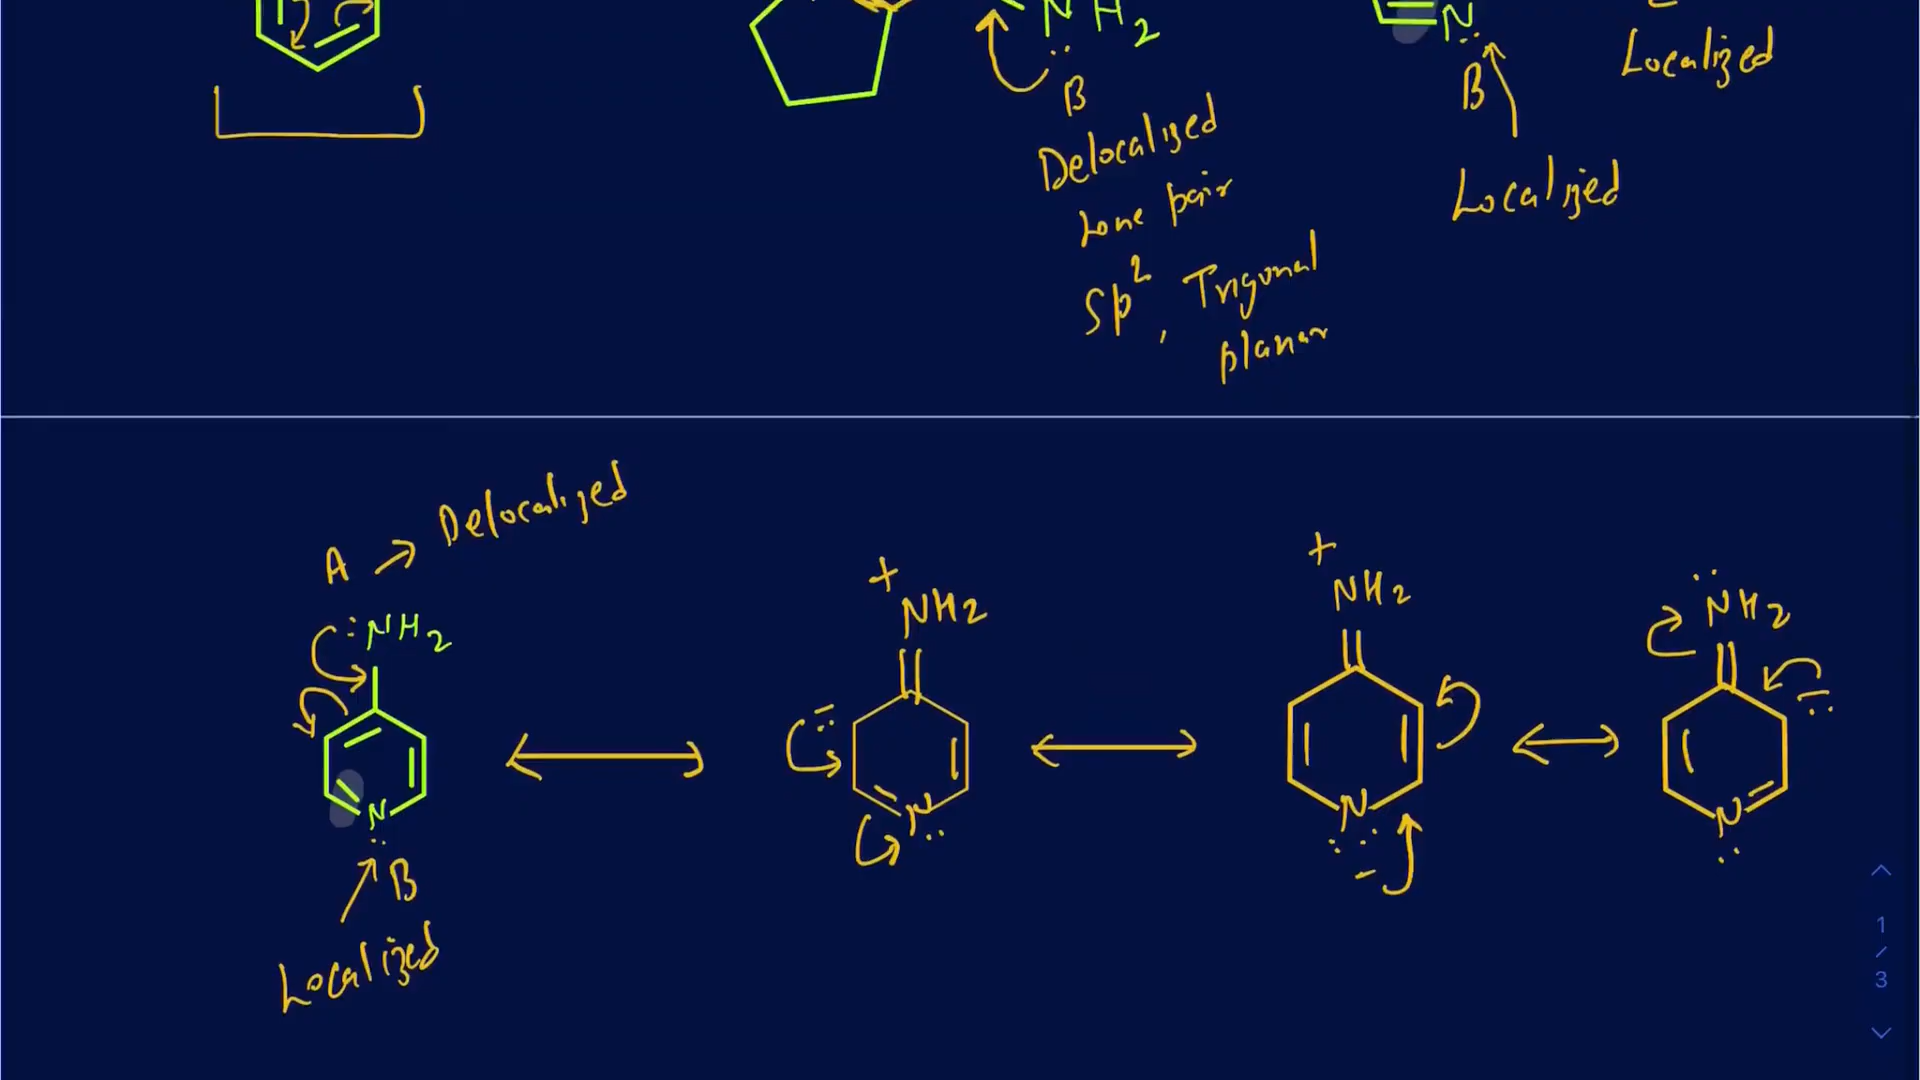 NH2
N
B
B
Localized
Delocalized
Lone pair
Localized
Sp2, Trigonal
planar
A → Delocalized
:NH2
+
NH2
+
NH2
NH2
N
N
N
N
B
Localized
1
/
3